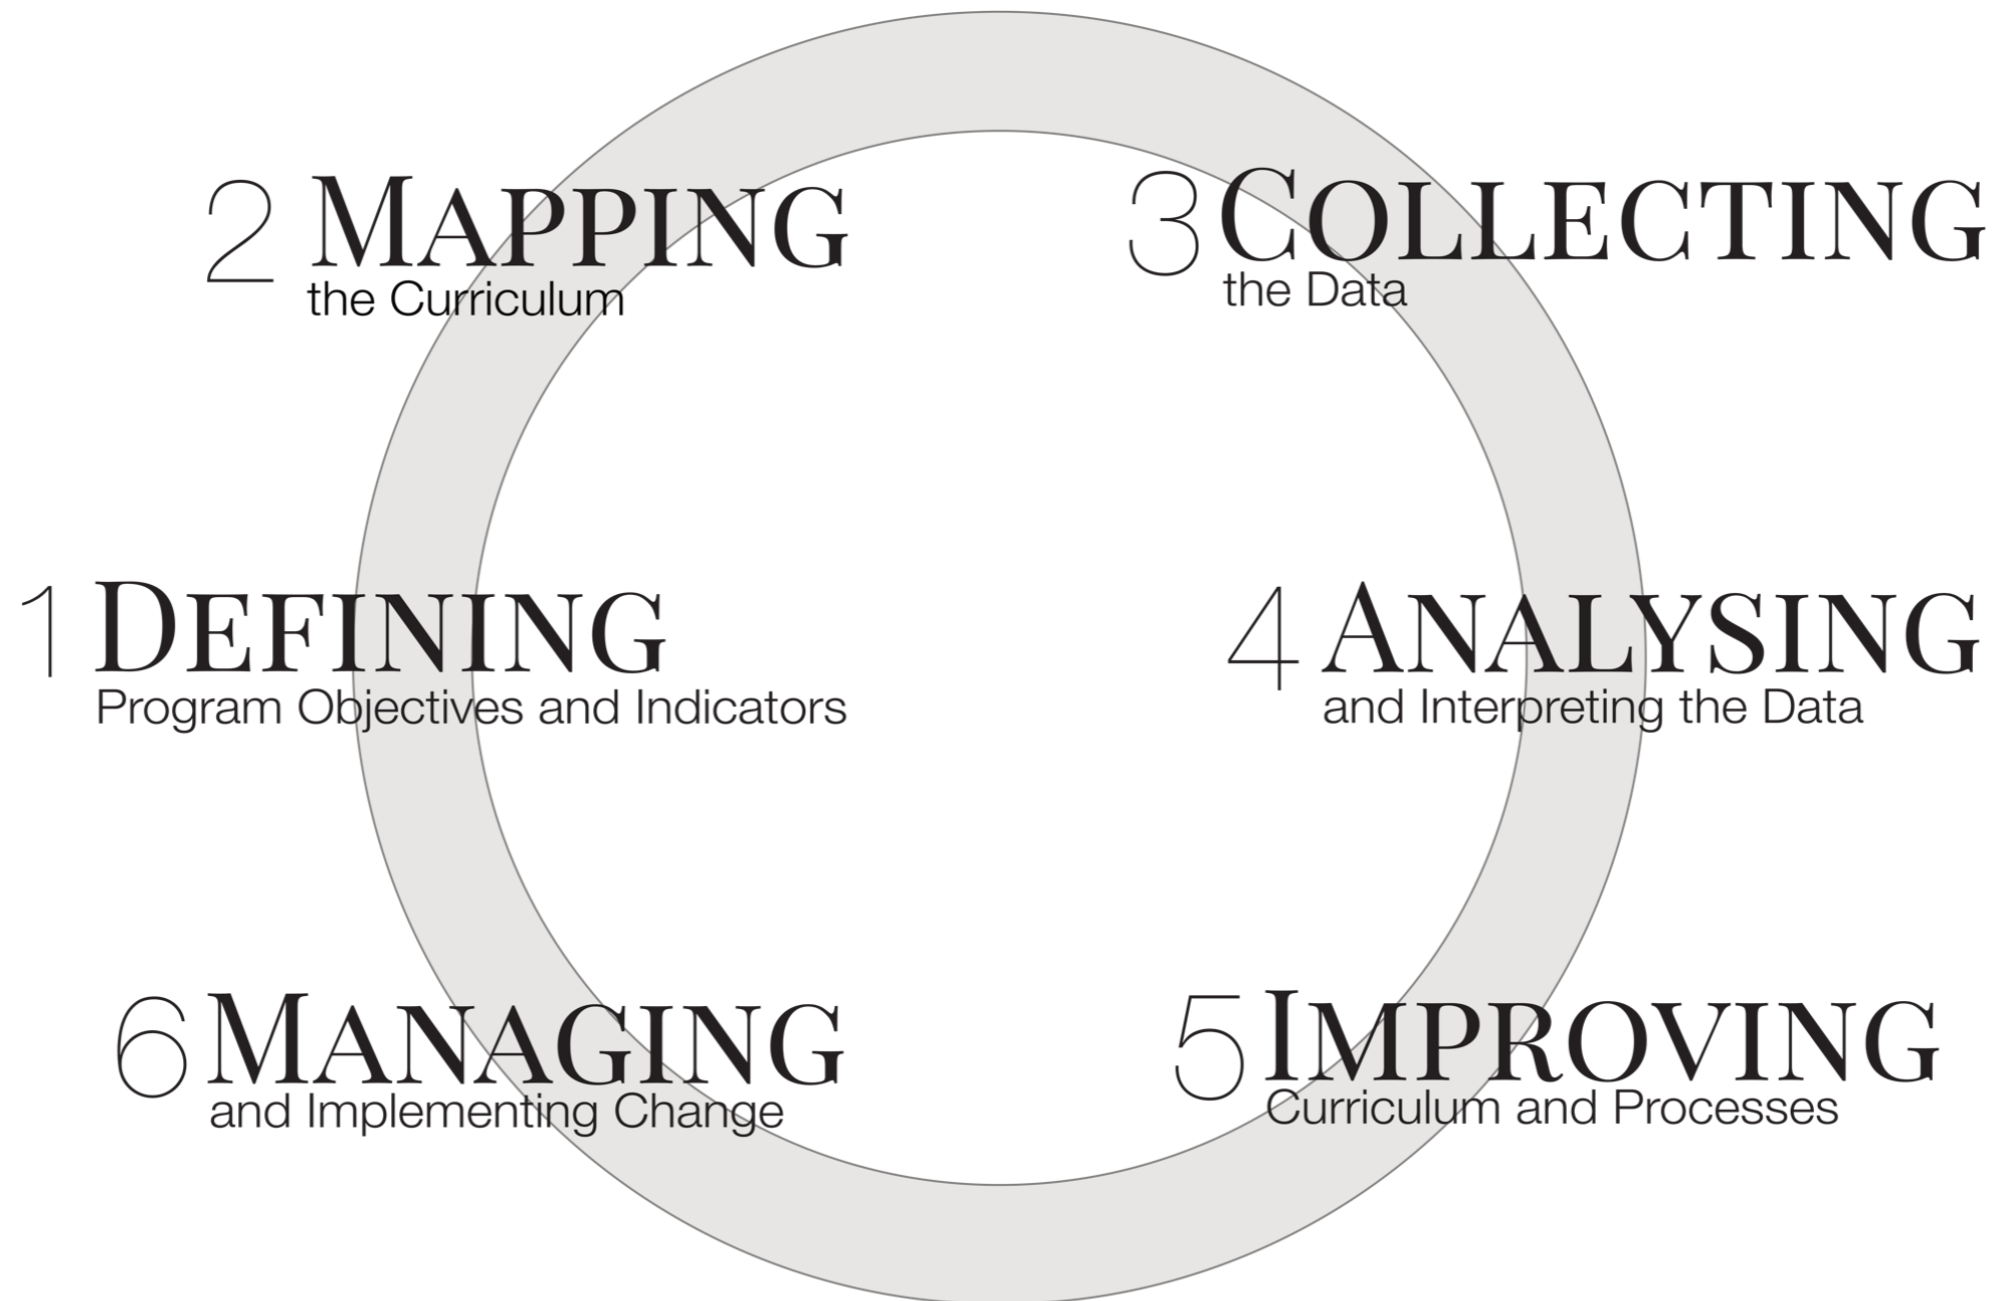 1 DEFINING
Program Objectives and Indicators
2 MAPPING
the Curriculum
3 COLLECTING
the Data
4 ANALYSING
and Interpreting the Data
5 IMPROVING
Curriculum and Processes
6 MANAGING
and Implementing Change